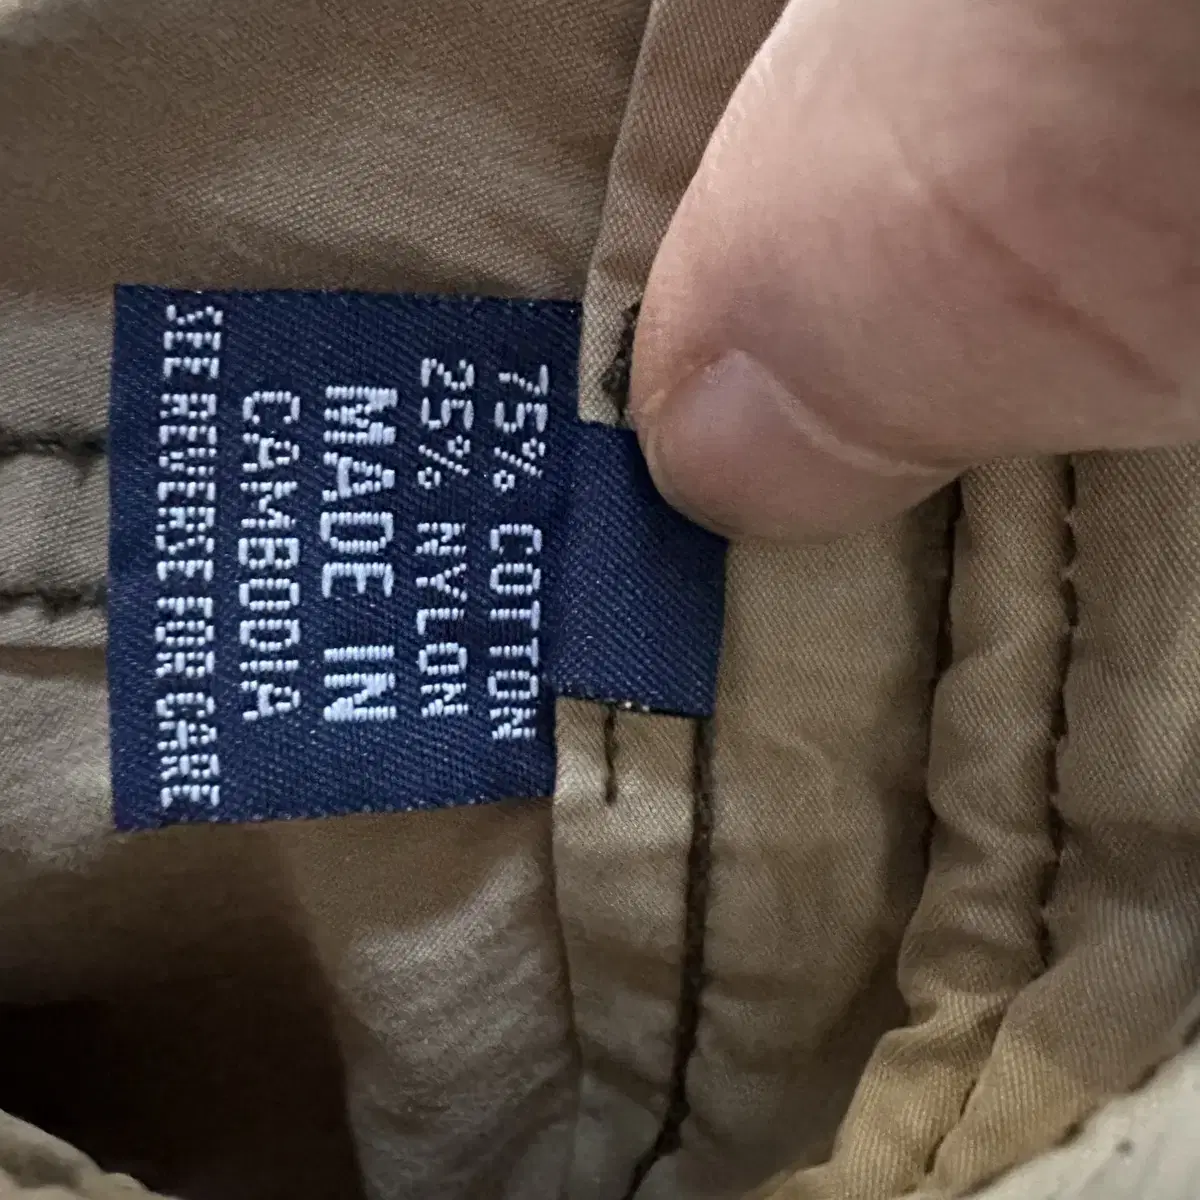 75% COTTON
25% NYLON
MADE IN
CAMBODIA
SEE REVERSE FOR CARE